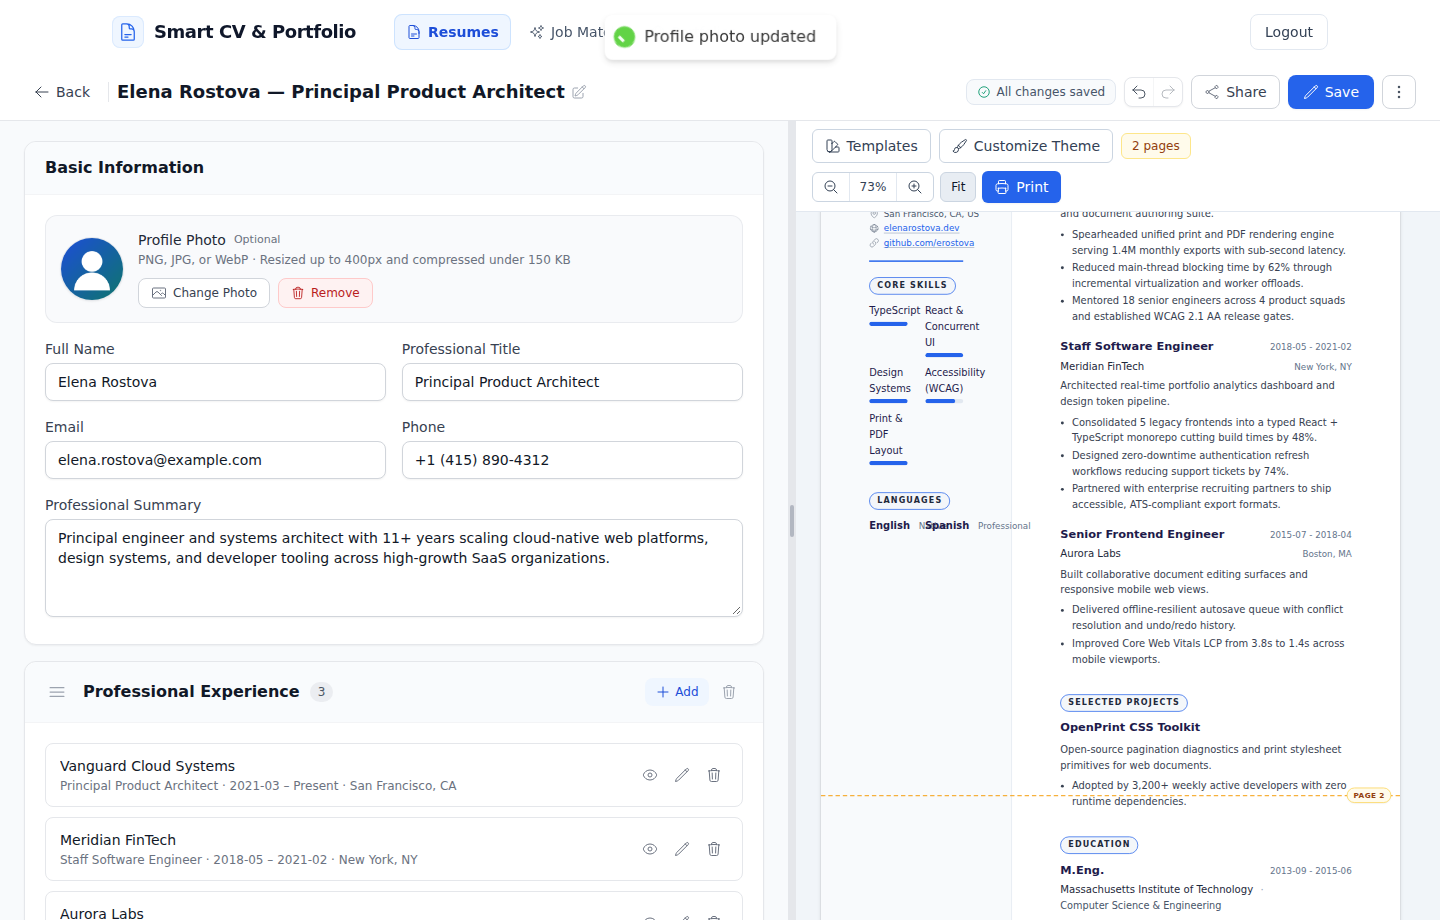 Smart CV & Portfolio
Resumes
Job
Profile photo updated
Logout
Back
Elena Rostova — Principal Product Architect
All changes saved
Share
Save
Basic Information
Profile Photo Optional
PNG, JPG, or WebP · Resized up to 400px and compressed under 150 KB
Change Photo
Remove
Full Name
Elena Rostova
Professional Title
Principal Product Architect
Email
elena.rostova@example.com
Phone
+1 (415) 890-4312
Professional Summary
Principal engineer and systems architect with 11+ years scaling cloud-native web platforms,
design systems, and developer tooling across high-growth SaaS organizations.
Professional Experience 3
Add
Vanguard Cloud Systems
Principal Product Architect · 2021-03 – Present · San Francisco, CA
Meridian FinTech
Staff Software Engineer · 2018-05 – 2021-02 · New York, NY
Aurora Labs
Templates
Customize Theme
2 pages
73%
Fit
Print
San Francisco, CA, US
elenarostova.dev
github.com/erostova
CORE SKILLS
TypeScript
React &
Concurrent
UI
Design
Systems
Accessibility
(WCAG)
Print &
PDF
Layout
LANGUAGES
English
Spanish Professional
and document authoring suite.
• Spearheaded unified print and PDF rendering engine
serving 1.4M monthly exports with sub-second latency.
• Reduced main-thread blocking time by 62% through
incremental virtualization and worker offloads.
• Mentored 18 senior engineers across 4 product squads
and established WCAG 2.1 AA release gates.
Staff Software Engineer 2018-05 - 2021-02
Meridian FinTech New York, NY
Architected real-time portfolio analytics dashboard and
design token pipeline.
• Consolidated 5 legacy frontends into a typed React +
TypeScript monorepo cutting build times by 48%.
• Designed zero-downtime authentication refresh
workflows reducing support tickets by 74%.
• Partnered with enterprise recruiting partners to ship
accessible, ATS-compliant export formats.
Senior Frontend Engineer 2015-07 - 2018-04
Aurora Labs Boston, MA
Built collaborative document editing surfaces and
responsive mobile web views.
• Delivered offline-resilient autosave queue with conflict
resolution and undo/redo history.
• Improved Core Web Vitals LCP from 3.8s to 1.4s across
mobile viewports.
SELECTED PROJECTS
OpenPrint CSS Toolkit
Open-source pagination diagnostics and print stylesheet
primitives for web documents.
• Adopted by 3,200+ weekly active developers with zero
runtime dependencies.
PAGE 2
EDUCATION
M.Eng. 2013-09 - 2015-06
Massachusetts Institute of Technology ·
Computer Science & Engineering